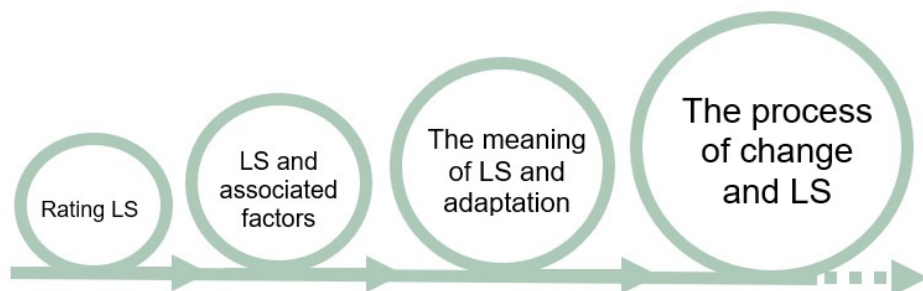 Rating LS
LS and
associated
factors
The meaning
of LS and
adaptation
The process
of change
and LS